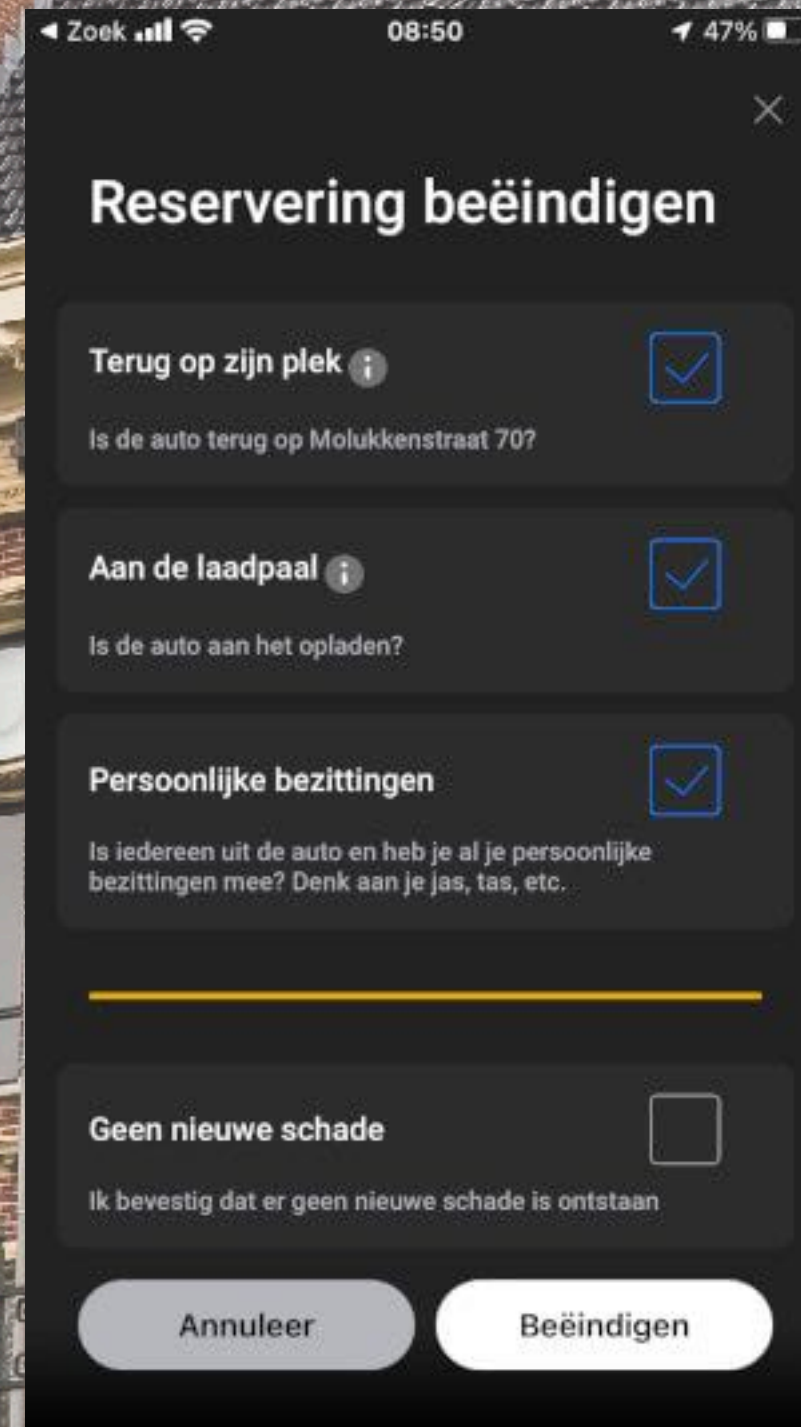 ◀ Zoek 08:50 47%
Reservering beëindigen
Terug op zijn plek i
Is de auto terug op Molukkenstraat 70?
Aan de laadpaal i
Is de auto aan het opladen?
Persoonlijke bezittingen
Is iedereen uit de auto en heb je al je persoonlijke
bezittingen mee? Denk aan je jas, tas, etc.
Geen nieuwe schade
Ik bevestig dat er geen nieuwe schade is ontstaan
Annuleer Beëindigen